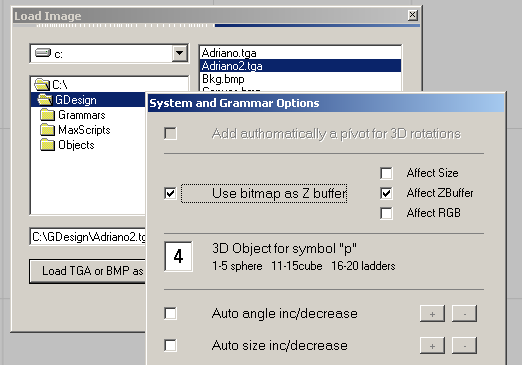 Load Image
c:
Adriano.tga
Adriano2.tga
Bkg.bmp
C:\
GDesign
Grammars
MaxScripts
Objects
C:\GDesign\Adriano2.tg
Load TGA or BMP as
System and Grammar Options
Add authomatically a pivot for 3D rotations
Use bitmap as Z buffer
Affect Size
Affect ZBuffer
Affect RGB
4
3D Object for symbol "p"
1-5 sphere 11-15cube 16-20 ladders
Auto angle inc/decrease
+ -
Auto size inc/decrease
+ -